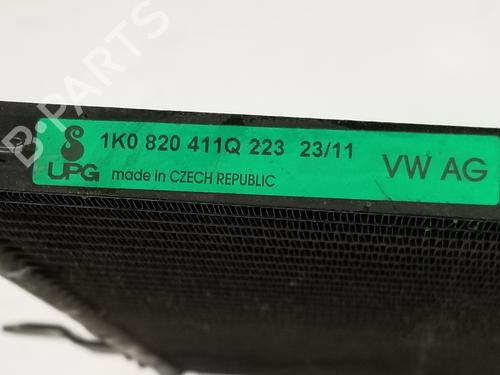 B-PARTS
1K0 820 411Q 223 23/11
UPG made in CZECH REPUBLIC
VW AG